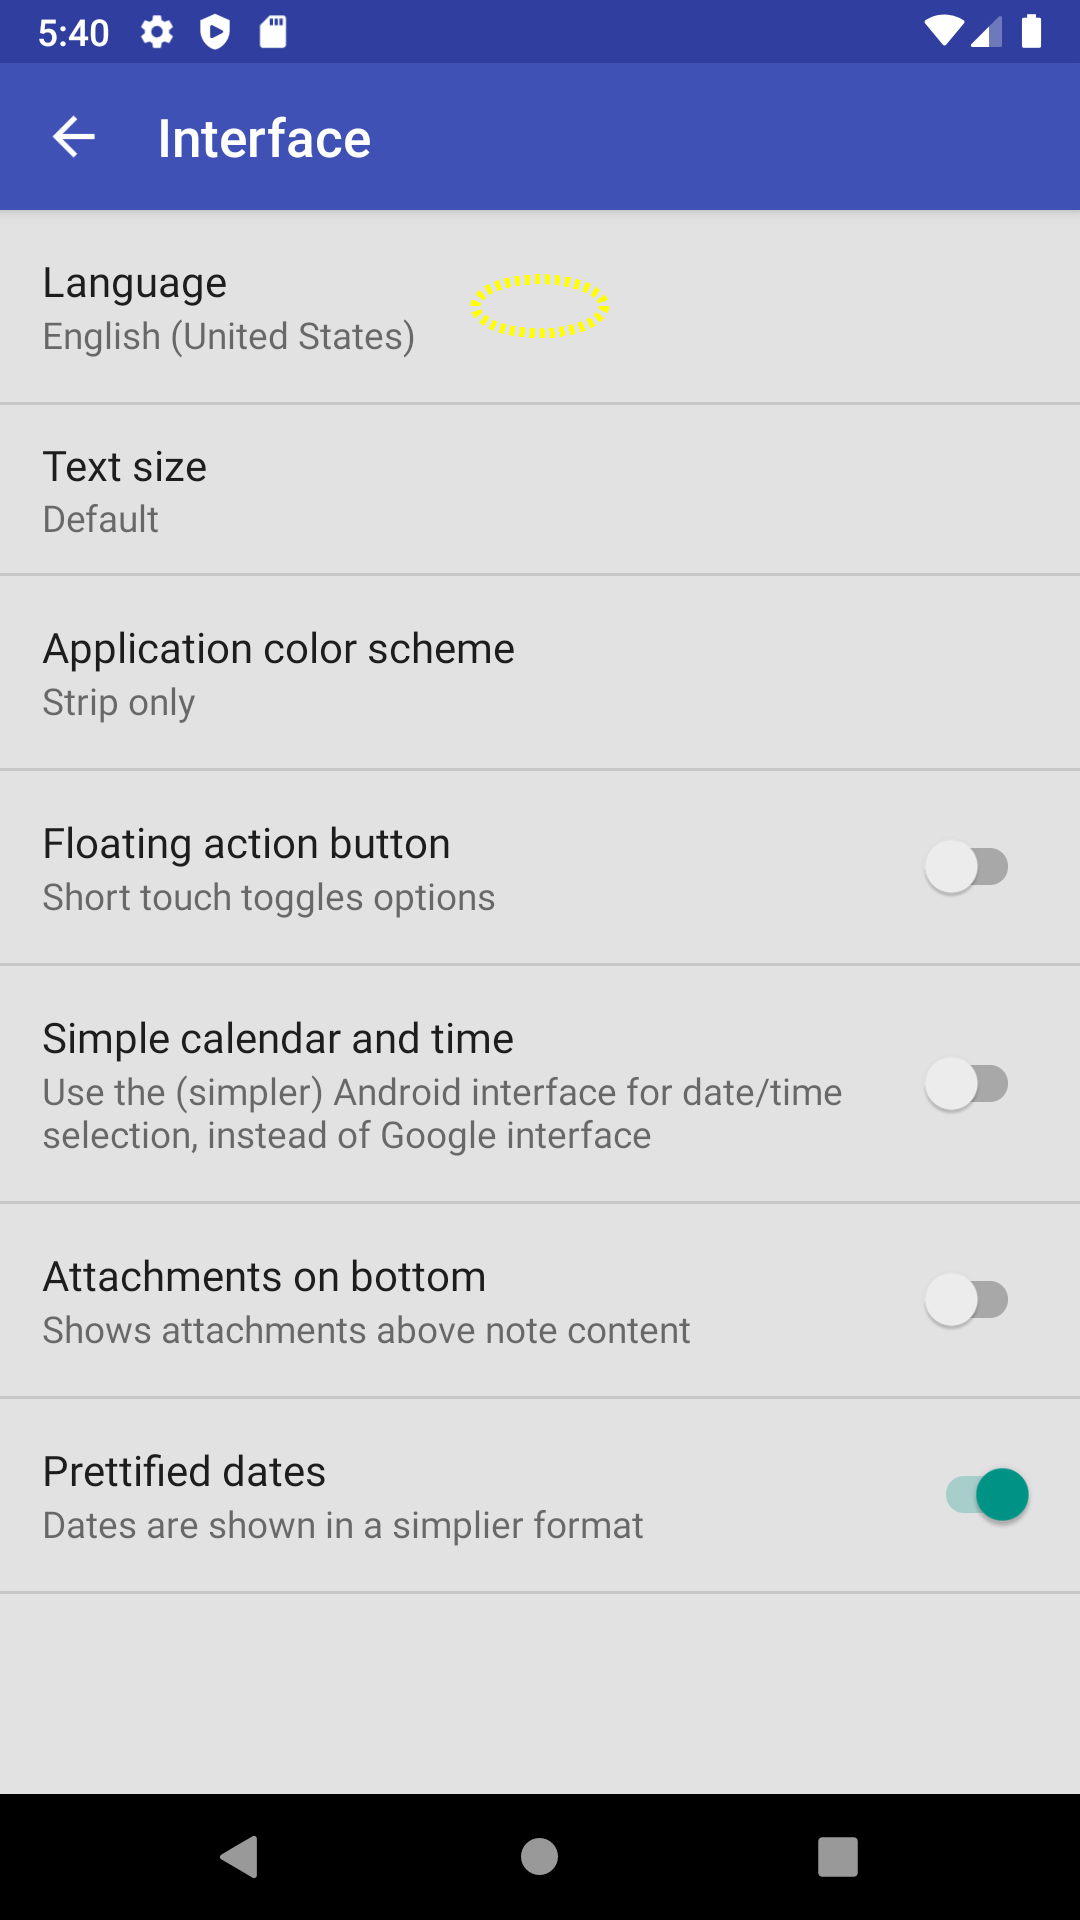 5:40
Interface
Language
English (United States)
Text size
Default
Application color scheme
Strip only
Floating action button
Short touch toggles options
Simple calendar and time
Use the (simpler) Android interface for date/time
selection, instead of Google interface
Attachments on bottom
Shows attachments above note content
Prettified dates
Dates are shown in a simplier format